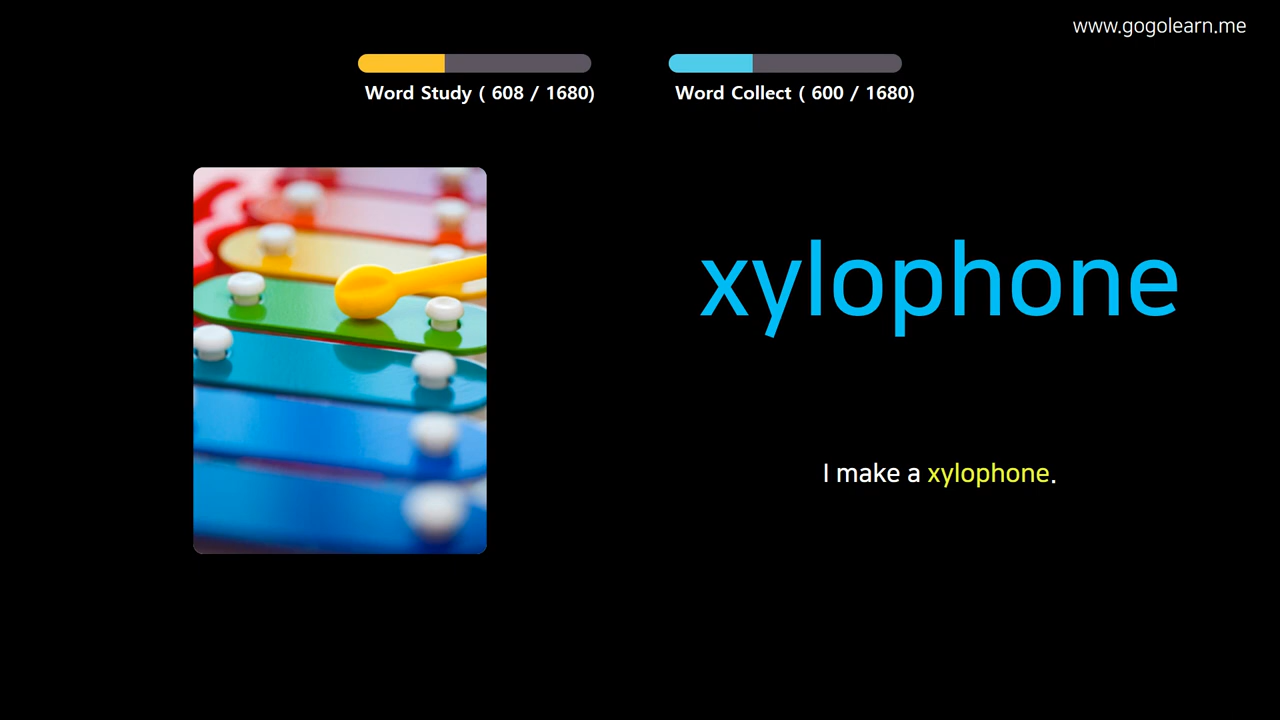 www.gogolearn.me
Word Study ( 608 / 1680)
Word Collect ( 600 / 1680)
xylophone
I make a xylophone.